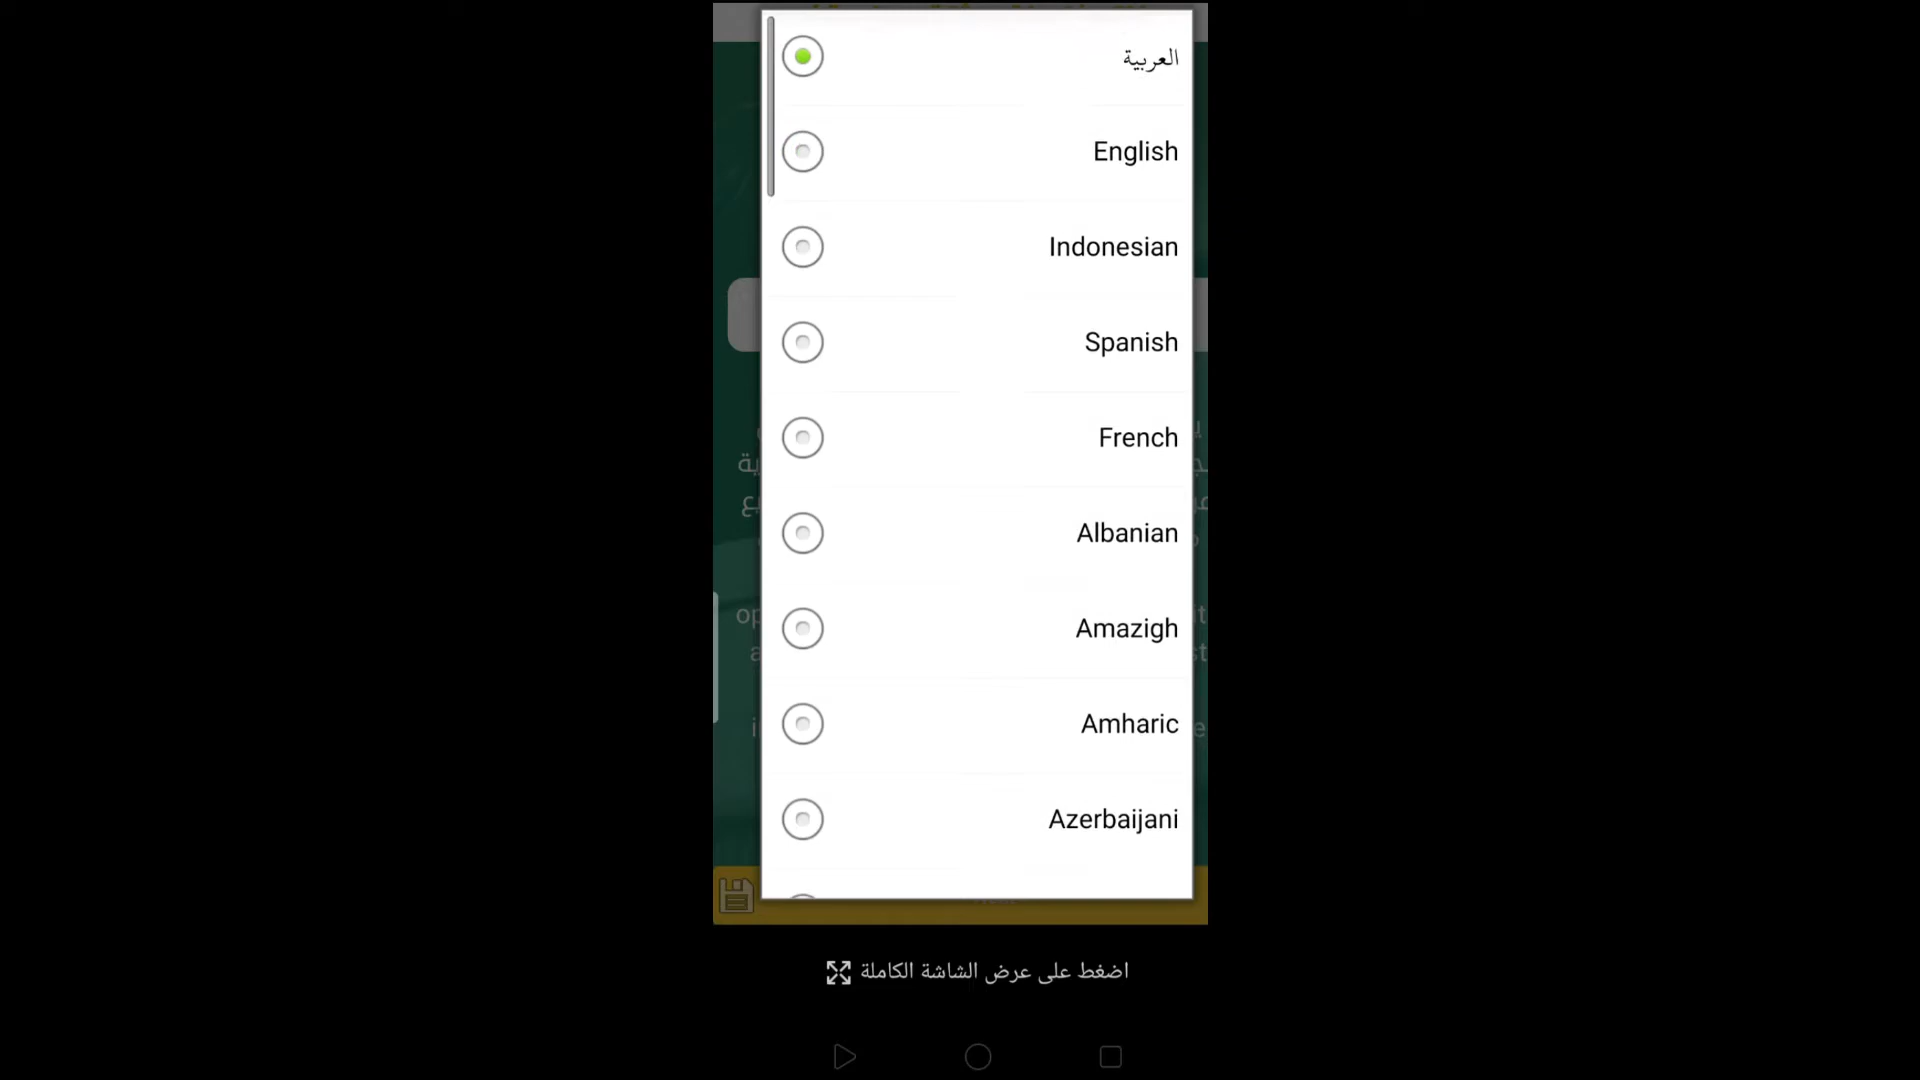 العربية
English
Indonesian
Spanish
French
Albanian
Amazigh
Amharic
Azerbaijani
اضغط على عرض الشاشة الكاملة